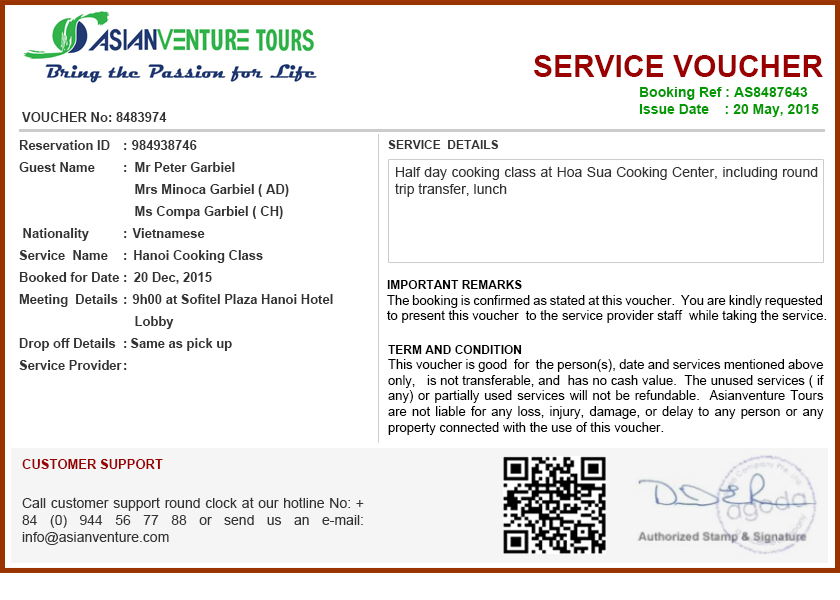 ASIANVENTURE TOURS
Bring the Passion for Life
SERVICE VOUCHER
Booking Ref : AS8487643
Issue Date : 20 May, 2015
VOUCHER No: 8483974
Reservation ID : 984938746
Guest Name : Mr Peter Garbiel
Mrs Minoca Garbiel ( AD)
Ms Compa Garbiel ( CH)
Nationality : Vietnamese
Service Name : Hanoi Cooking Class
Booked for Date : 20 Dec, 2015
Meeting Details : 9h00 at Sofitel Plaza Hanoi Hotel
Lobby
Drop off Details : Same as pick up
Service Provider :
SERVICE DETAILS
Half day cooking class at Hoa Sua Cooking Center, including round
trip transfer, lunch
IMPORTANT REMARKS
The booking is confirmed as stated at this voucher. You are kindly requested
to present this voucher to the service provider staff while taking the service.
TERM AND CONDITION
This voucher is good for the person(s), date and services mentioned above
only, is not transferable, and has no cash value. The unused services ( if
any) or partially used services will not be refundable. Asianventure Tours
are not liable for any loss, injury, damage, or delay to any person or any
property connected with the use of this voucher.
CUSTOMER SUPPORT
Call customer support round clock at our hotline No: +
84 (0) 944 56 77 88 or send us an e-mail:
info@asianventure.com
agoda
Authorized Stamp & Signature